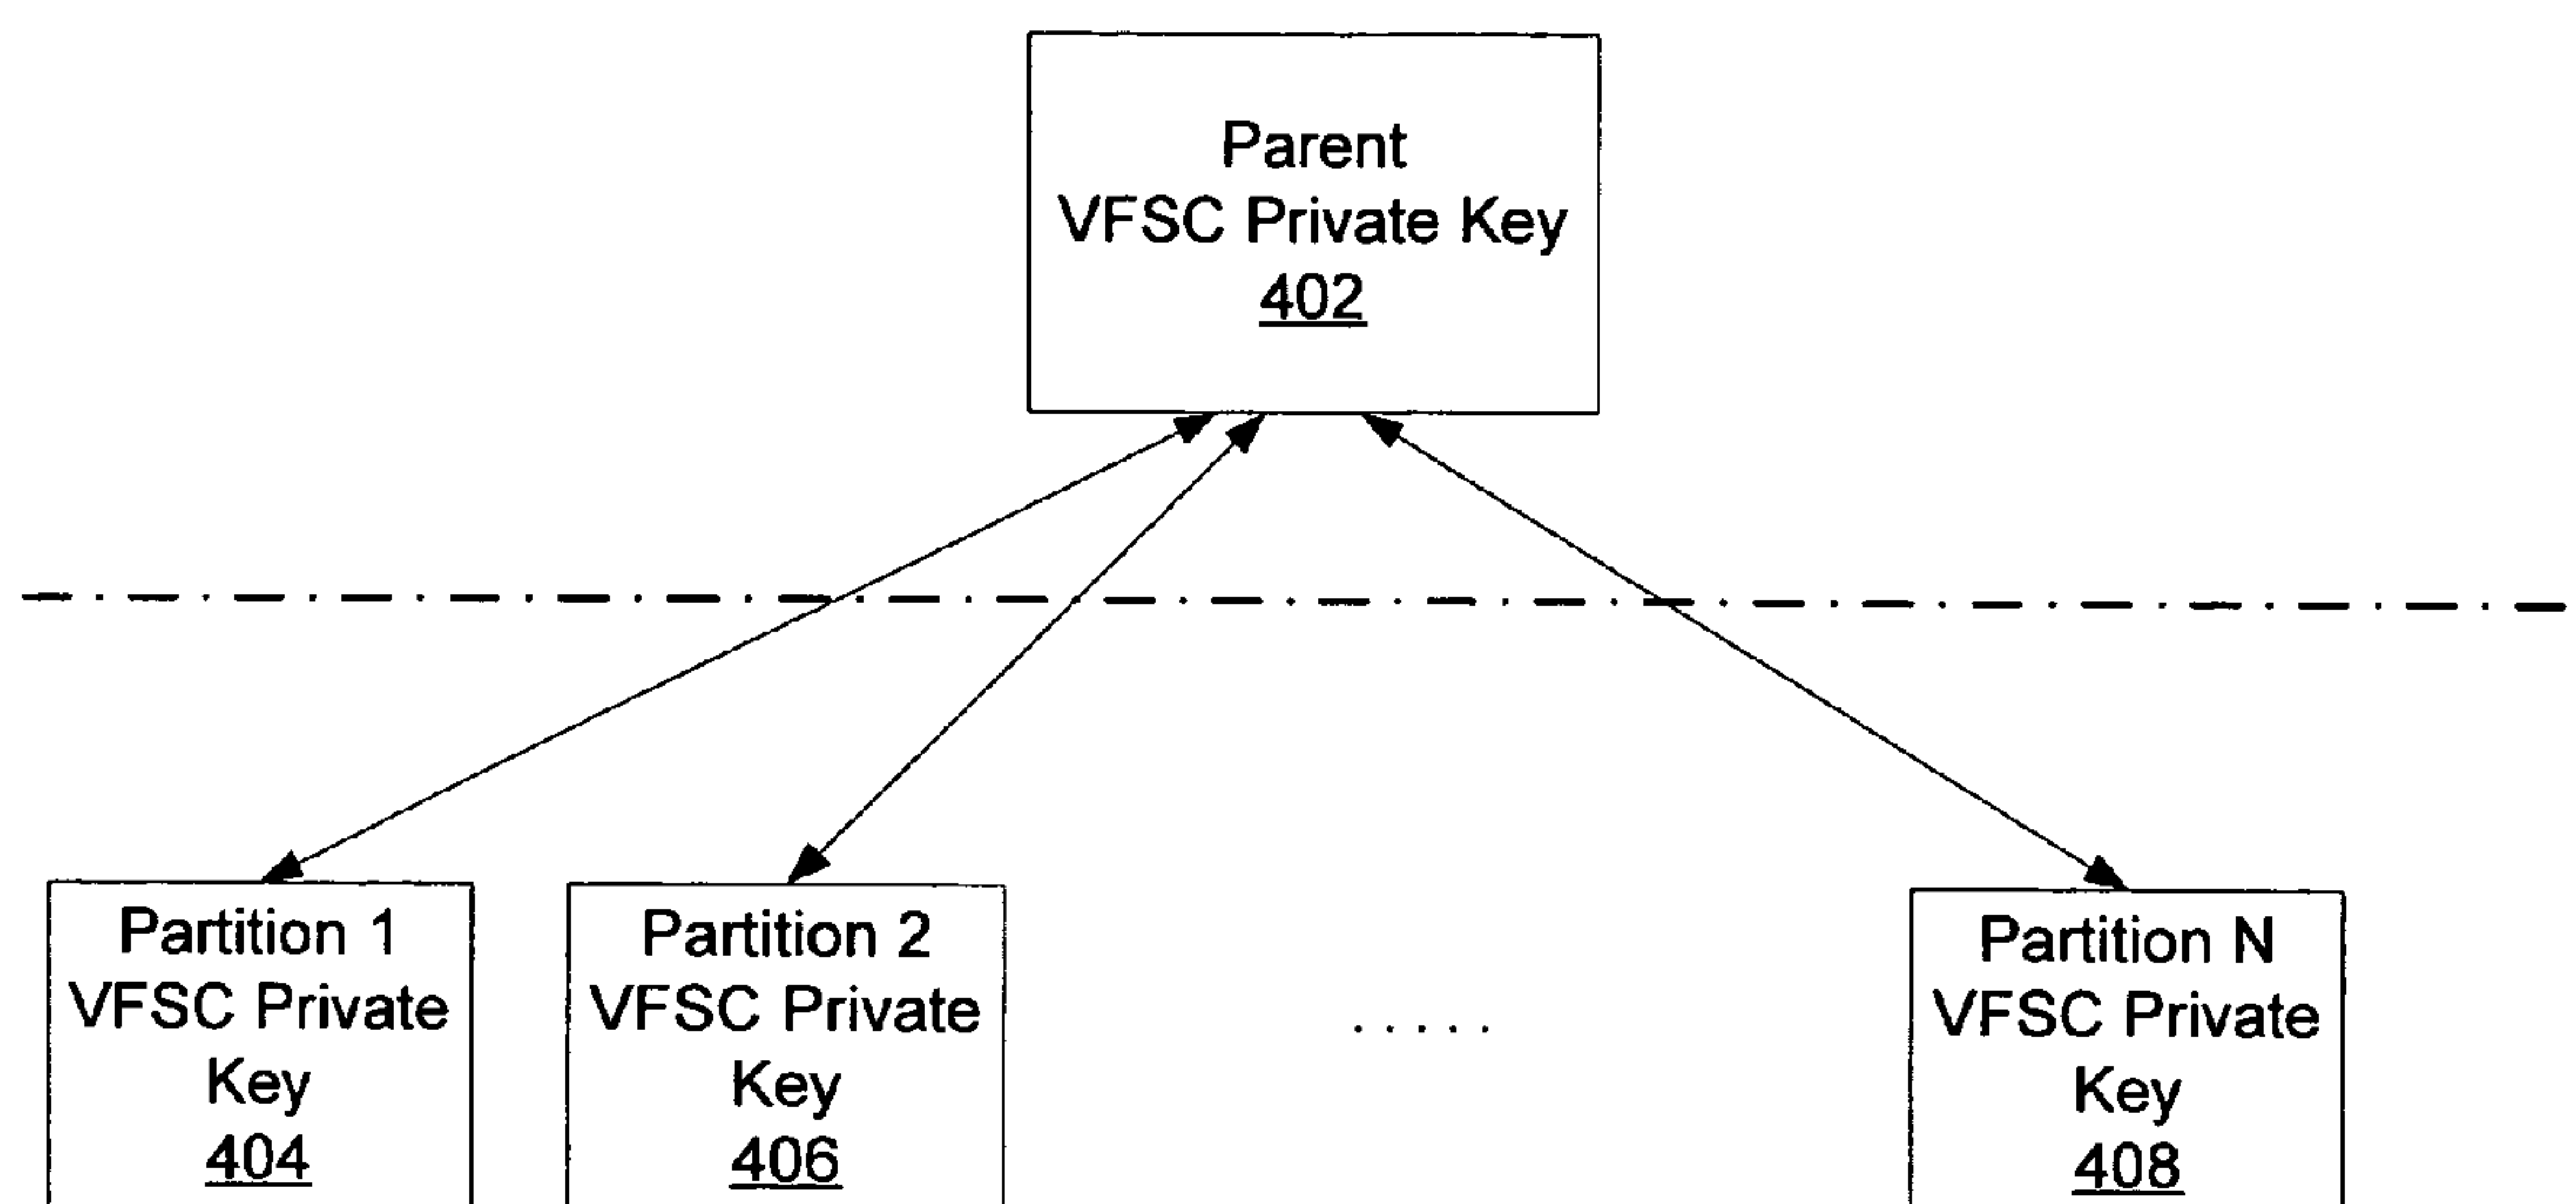 Parent
VFSC Private Key
402
Partition 1
VFSC Private
Key
404
Partition 2
VFSC Private
Key
406
.....
Partition N
VFSC Private
Key
408